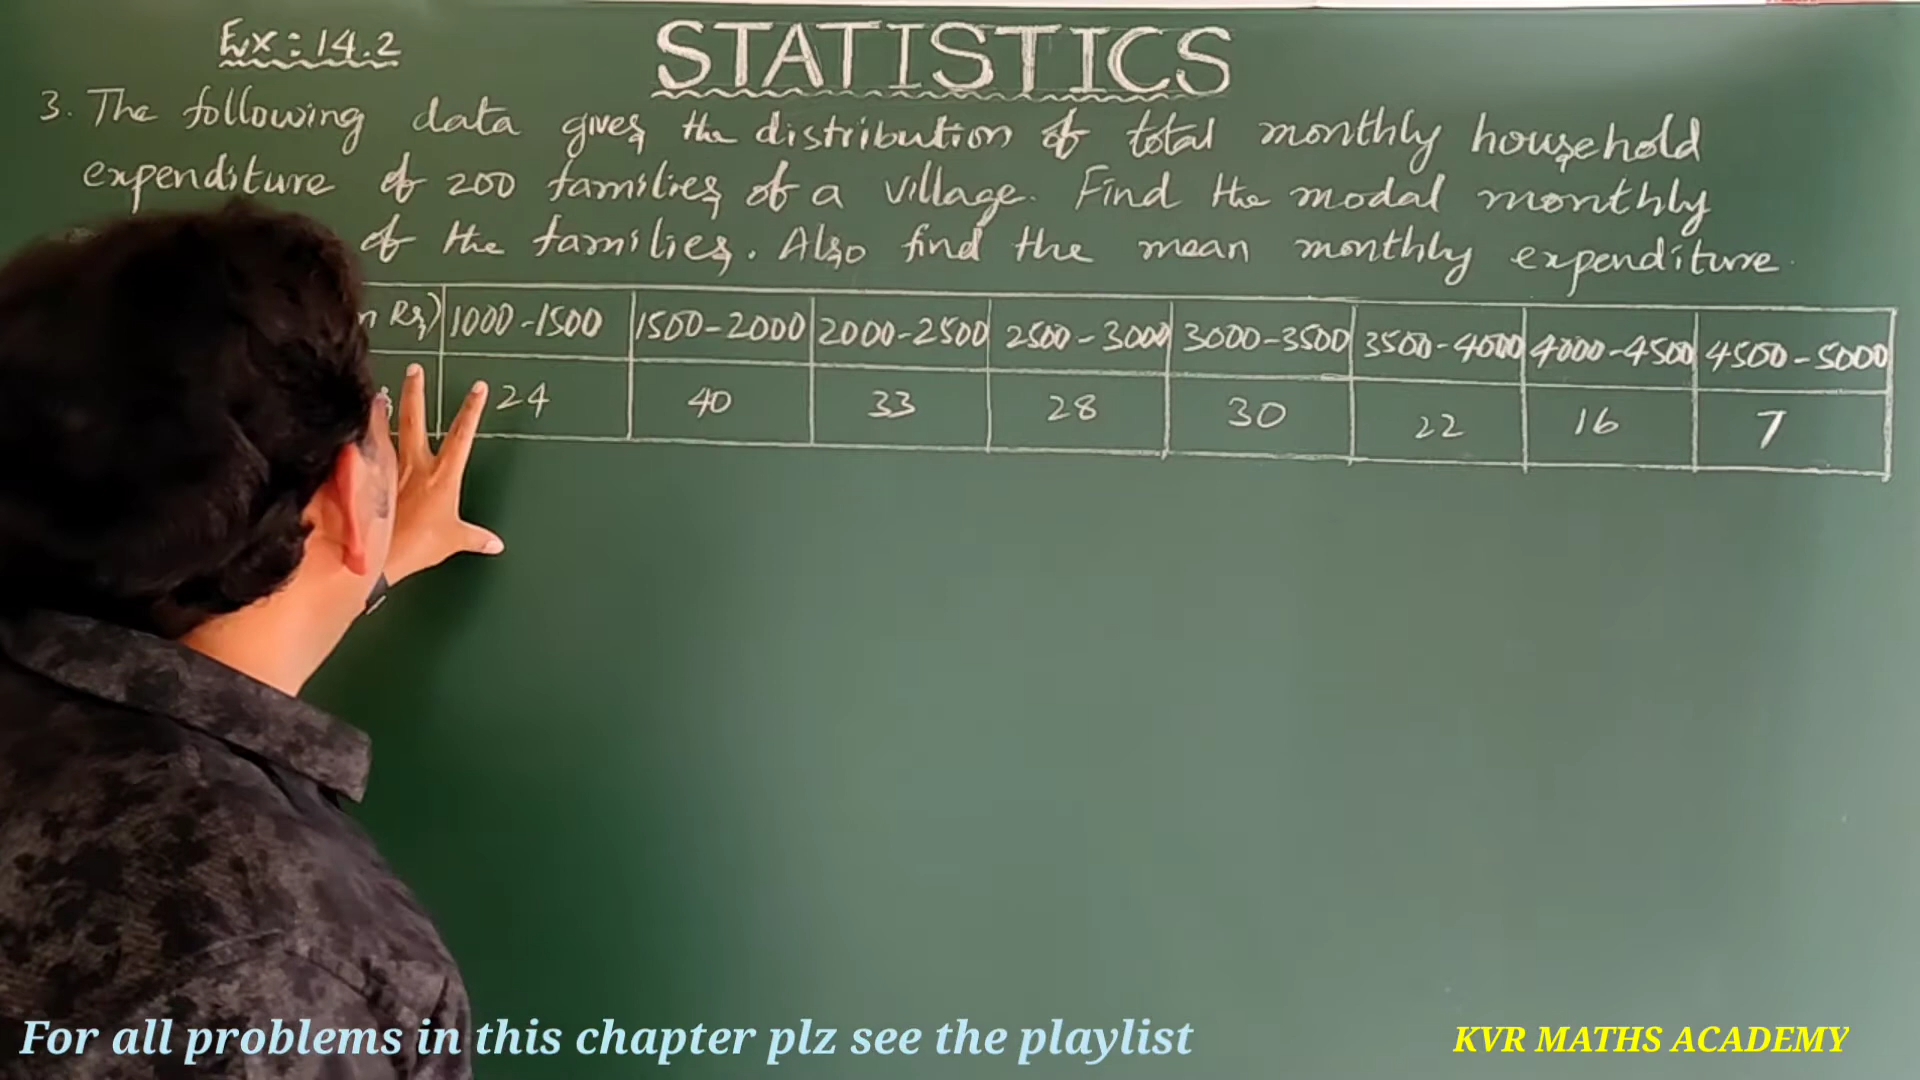 Ex: 14.2
STATISTICS
3. The following data gives the distribution of total monthly household
expenditure of 200 families of a village. Find the modal monthly
of the families. Also find the mean monthly expenditure.
Rs) 1000-1500 1500-2000 2000-2500 2500-3000 3000-3500 3500-4000 4000-4500 4500-5000
24 40 33 28 30 22 16 7
For all problems in this chapter plz see the playlist
KVR MATHS ACADEMY